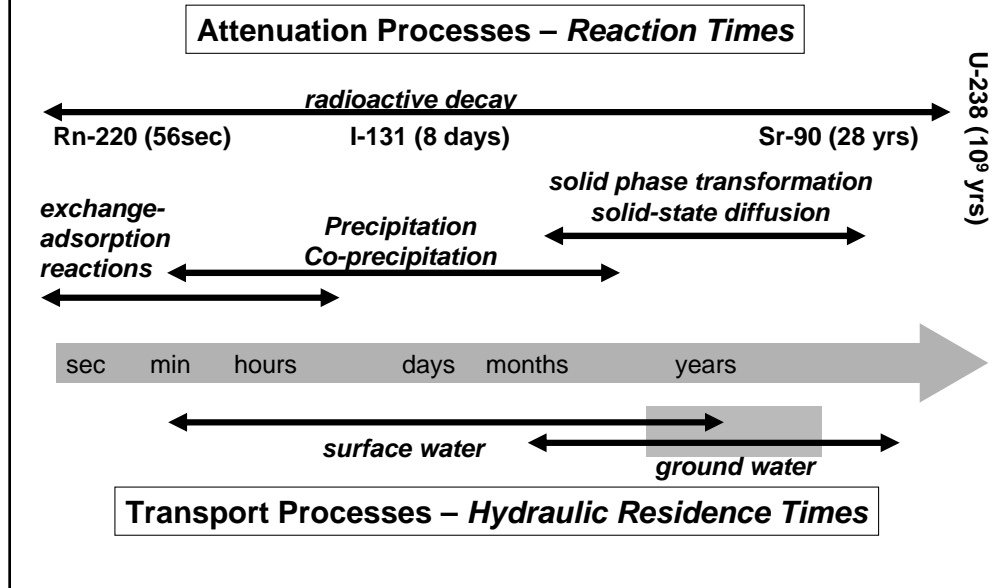 Attenuation Processes – Reaction Times
radioactive decay
Rn-220 (56sec) I-131 (8 days) Sr-90 (28 yrs)
U-238 (10⁹ yrs)
solid phase transformation
solid-state diffusion
exchange-
adsorption
reactions
Precipitation
Co-precipitation
sec min hours days months years
surface water
ground water
Transport Processes – Hydraulic Residence Times